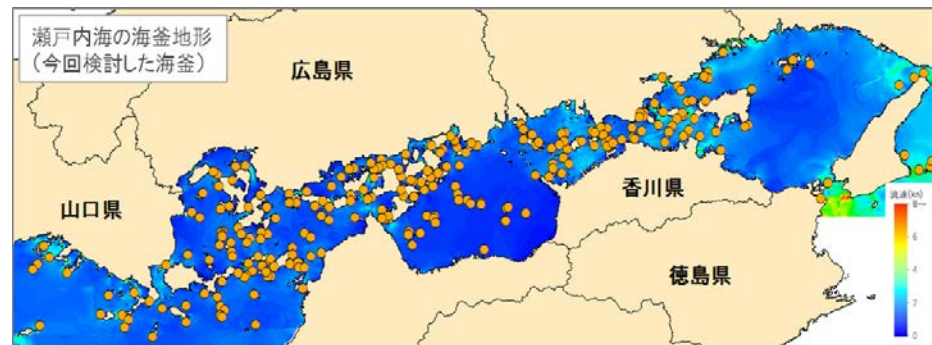 瀬戸内海の海釜地形
（今回検討した海釜）
広島県
山口県
香川県
徳島県
流速(kn)
8～
6
4
2
0